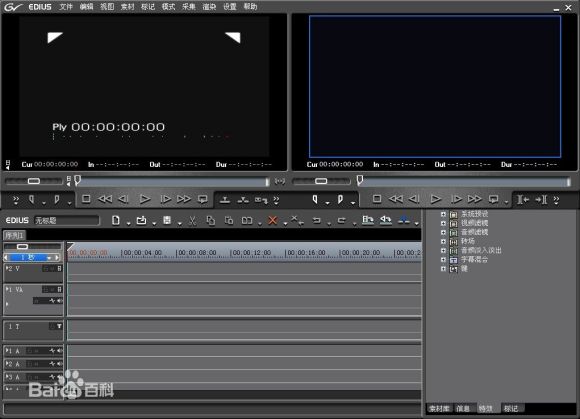 EDIUS 文件 编辑 视图 素材 标记 模式 采集 渲染 设置 帮助
Ply 00:00:00:00
Cur 00:00:00:00 In --:--:--:-- Out --:--:--:-- Dur --:--:--:--
Cur 00:00:00:00 In --:--:--:-- Out --:--:--:-- Dur --:--:--:--
EDIUS 无标题
序列1
1 秒
00:00:00:00 00:00:04:00 00:00:08:00 00:00:12:00 00:00:16:00 00:00:20:00
2 V
1 VA
1 T
1 A
2 A
3 A
系统预设
视频滤镜
音频滤镜
转场
音频淡入淡出
字幕混合
键
素材库 信息 特效 标记
Baidu百科